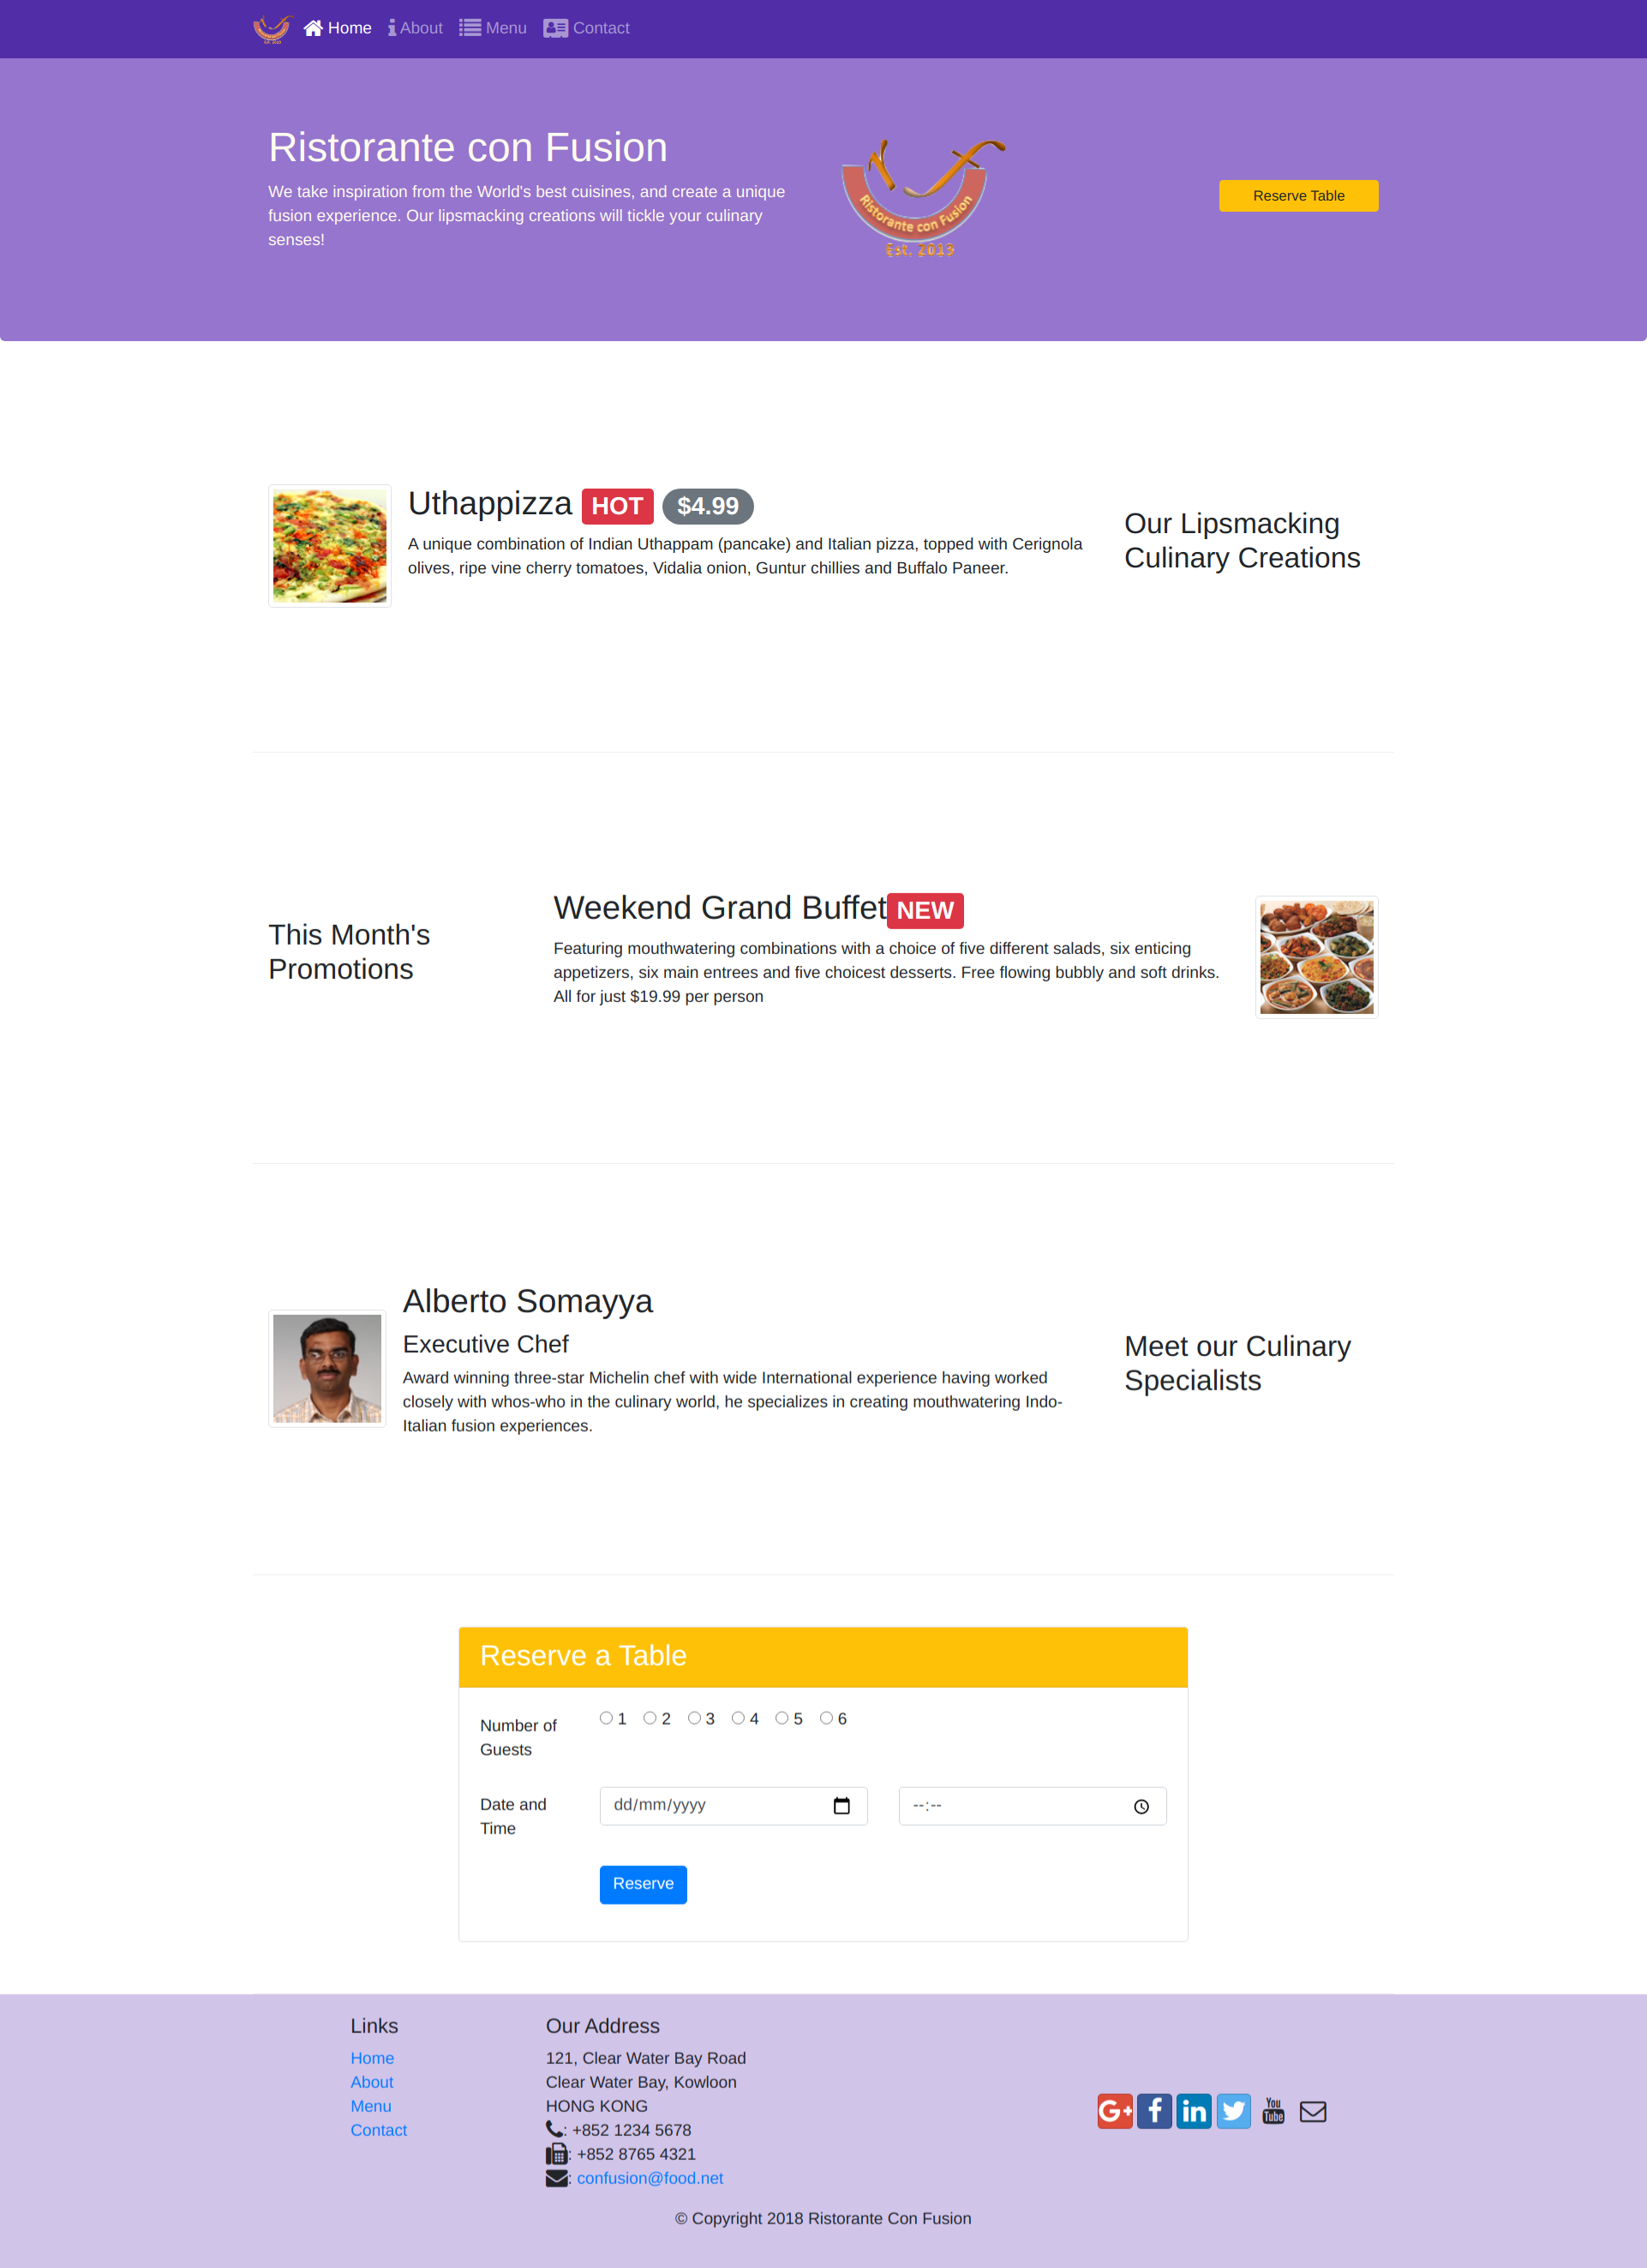 Home About Menu Contact
Ristorante con Fusion
We take inspiration from the World's best cuisines, and create a unique
fusion experience. Our lipsmacking creations will tickle your culinary
senses!
Ristorante con Fusion
Est. 2013
Reserve Table
Uthappizza HOT $4.99
A unique combination of Indian Uthappam (pancake) and Italian pizza, topped with Cerignola
olives, ripe vine cherry tomatoes, Vidalia onion, Guntur chillies and Buffalo Paneer.
Our Lipsmacking
Culinary Creations
This Month's
Promotions
Weekend Grand Buffet NEW
Featuring mouthwatering combinations with a choice of five different salads, six enticing
appetizers, six main entrees and five choicest desserts. Free flowing bubbly and soft drinks.
All for just $19.99 per person
Alberto Somayya
Executive Chef
Award winning three-star Michelin chef with wide International experience having worked
closely with whos-who in the culinary world, he specializes in creating mouthwatering Indo-
Italian fusion experiences.
Meet our Culinary
Specialists
Reserve a Table
Number of
Guests
1 2 3 4 5 6
Date and
Time
dd/mm/yyyy
--:--
Reserve
Links
Home
About
Menu
Contact
Our Address
121, Clear Water Bay Road
Clear Water Bay, Kowloon
HONG KONG
: +852 1234 5678
: +852 8765 4321
: confusion@food.net
G+ f in You
Tube
© Copyright 2018 Ristorante Con Fusion